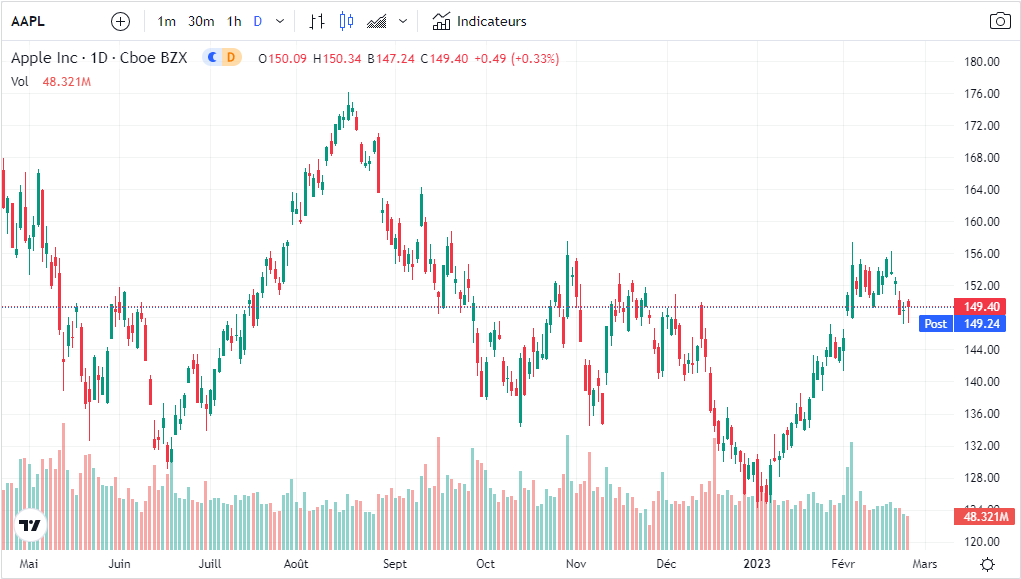 AAPL 1m 30m 1h D Indicateurs
Apple Inc · 1D · Cboe BZX D O150.09 H150.34 B147.24 C149.40 +0.49 (+0.33%)
Vol 48.321M
180.00
176.00
172.00
168.00
164.00
160.00
156.00
152.00
149.40
Post 149.24
144.00
140.00
136.00
132.00
128.00
124.00
48.321M
120.00
Mai Juin Juill Août Sept Oct Nov Déc 2023 Févr Mars